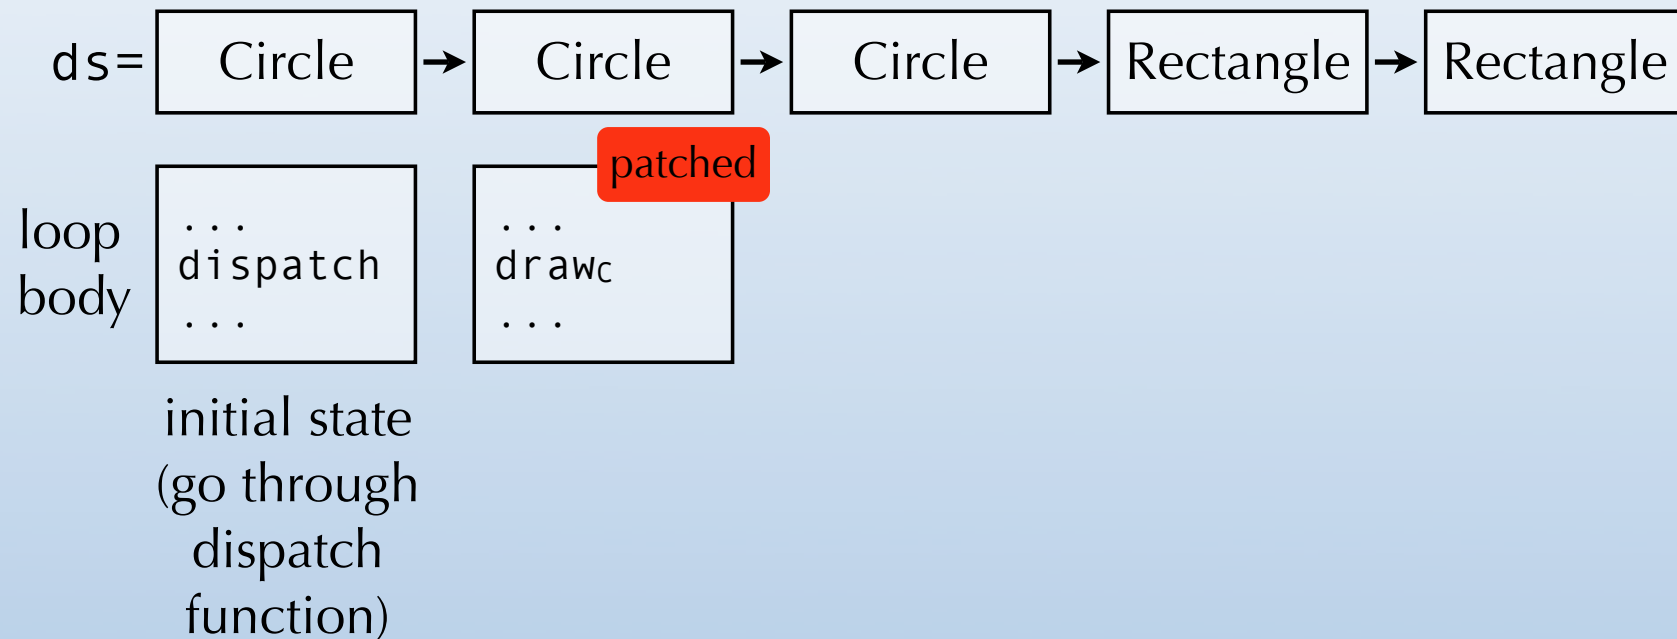 ds= Circle → Circle → Circle → Rectangle → Rectangle
patched
loop body
...
dispatch
...
...
drawC
...
initial state
(go through
dispatch
function)